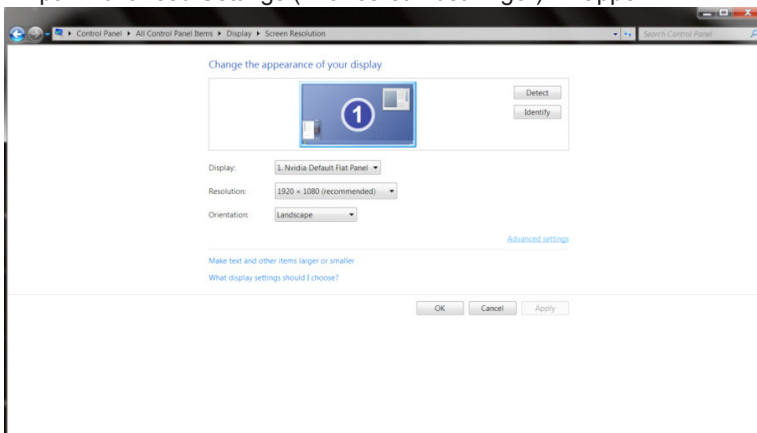 Advanced Settings (
Control Panel ▸ All Control Panel Items ▸ Display ▸ Screen Resolution
Search Control Panel
Change the appearance of your display
1
Detect
Identify
Display: 1. Nvidia Default Flat Panel
Resolution: 1920 × 1080 (recommended)
Orientation: Landscape
Advanced settings
Make text and other items larger or smaller
What display settings should I choose?
OK Cancel Apply